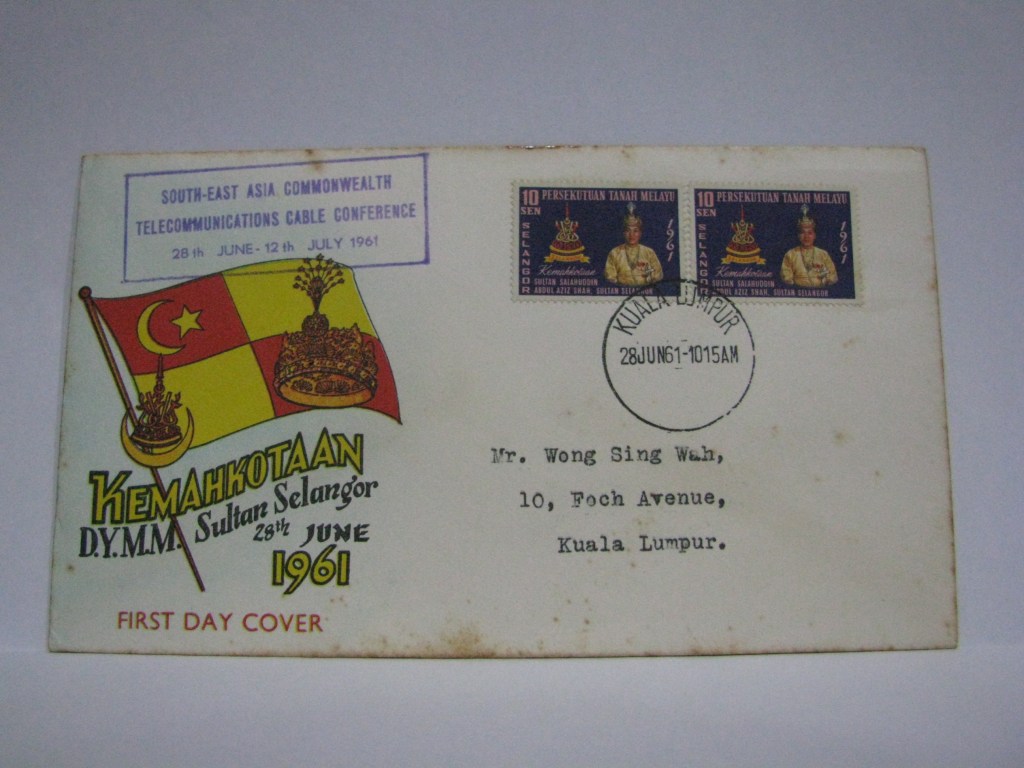 SOUTH-EAST ASIA COMMONWEALTH
TELECOMMUNICATIONS CABLE CONFERENCE
28th JUNE - 12th JULY 1961
10 SEN
PERSEKUTUAN TANAH MELAYU
SELANGOR
1961
Kemahkotaan
SULTAN SALAHUDDIN
ABDUL AZIZ SHAH, SULTAN SELANGOR
10 SEN
PERSEKUTUAN TANAH MELAYU
SELANGOR
1961
Kemahkotaan
SULTAN SALAHUDDIN
ABDUL AZIZ SHAH, SULTAN SELANGOR
KUALA LUMPUR
28JUN61-1015AM
Mr. Wong Sing Wah,
10, Foch Avenue,
Kuala Lumpur.
KEMAHKOTAAN
D.Y.M.M. Sultan Selangor
28th JUNE
1961
FIRST DAY COVER